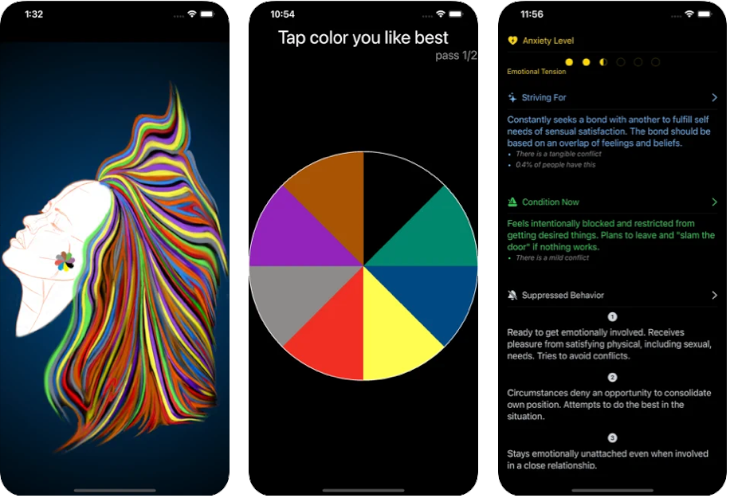 1:32
10:54
Tap color you like best
pass 1/2
11:56
Anxiety Level
Emotional Tension
Striving For
Constantly seeks a bond with another to fulfill self
needs of sensual satisfaction. The bond should be
based on an overlap of feelings and beliefs.
• There is a tangible conflict
• 0.4% of people have this
Condition Now
Feels intentionally blocked and restricted from
getting desired things. Plans to leave and "slam the
door" if nothing works.
• There is a mild conflict
Suppressed Behavior
1
Ready to get emotionally involved. Receives
pleasure from satisfying physical, including sexual,
needs. Tries to avoid conflicts.
2
Circumstances deny an opportunity to consolidate
own position. Attempts to do the best in the
situation.
3
Stays emotionally unattached even when involved
in a close relationship.